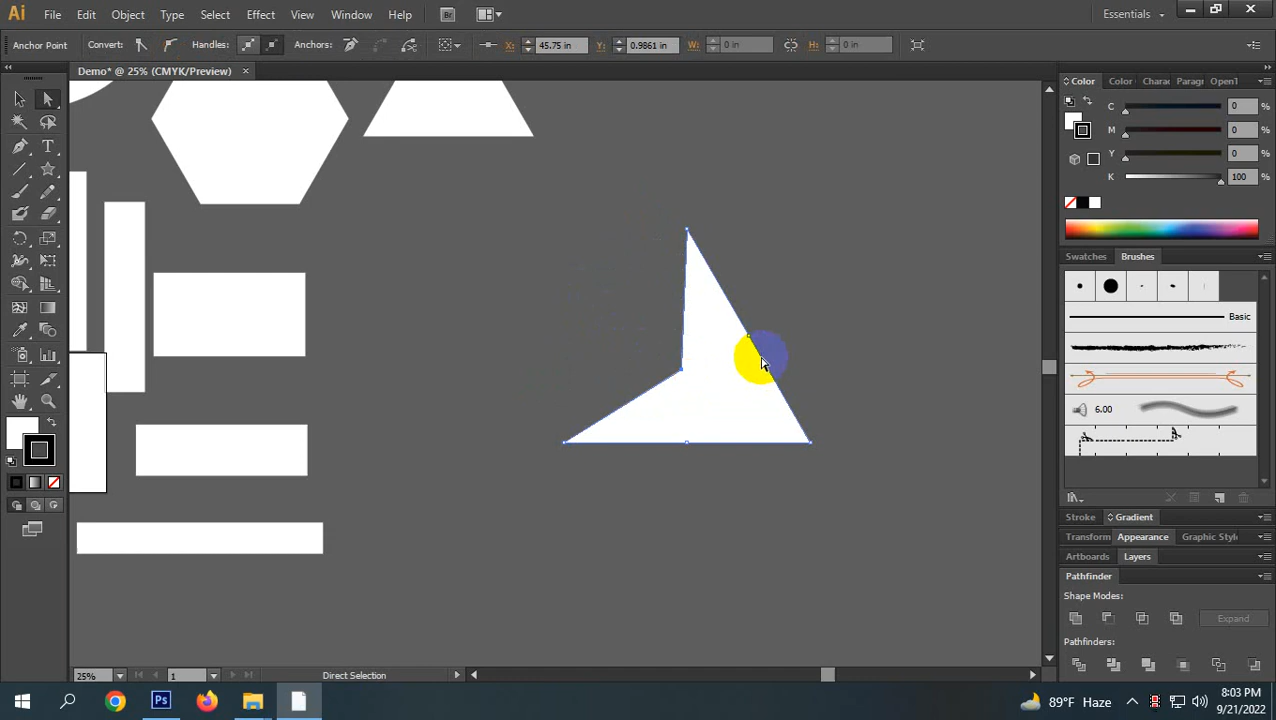 Ai File Edit Object Type Select Effect View Window Help Br Essentials
Anchor Point Convert: Handles: Anchors: X: 45.75 in Y: 0.9861 in W: 0 in H: 0 in
Demo* @ 25% (CMYK/Preview) ×
Color Color Charac Paragr OpenT
C 0 %
M 0 %
Y 0 %
K 100 %
Swatches Brushes
Basic
6.00
Stroke Gradient
Transform Appearance Graphic Style
Artboards Layers
Pathfinder
Shape Modes:
Expand
Pathfinders:
25% 1 Direct Selection
Ps 89°F Haze 8:03 PM
9/21/2022